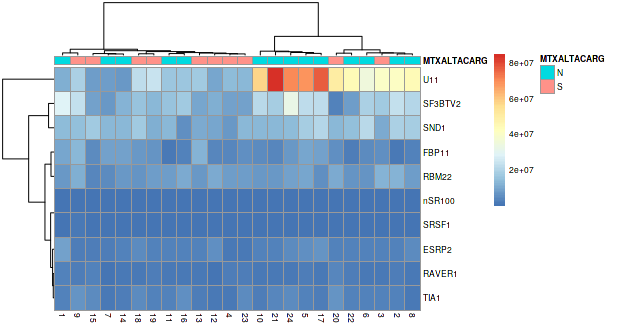 MTXALTACARG
U11
SF3BTV2
SND1
FBP11
RBM22
nSR100
SRSF1
ESRP2
RAVER1
TIA1
1 9 15 7 14 18 19 11 16 13 12 4 23 10 21 24 5 17 20 22 6 3 2 8
8e+07
6e+07
4e+07
2e+07
MTXALTACARG
N
S